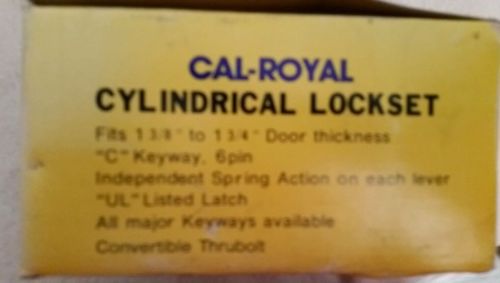 CAL-ROYAL
CYLINDRICAL LOCKSET
Fits 1 3/8" to 1 3/4" Door thickness
"C" Keyway, 6pin
Independent Spring Action on each lever
"UL" Listed Latch
All major Keyways available
Convertible Thrubolt